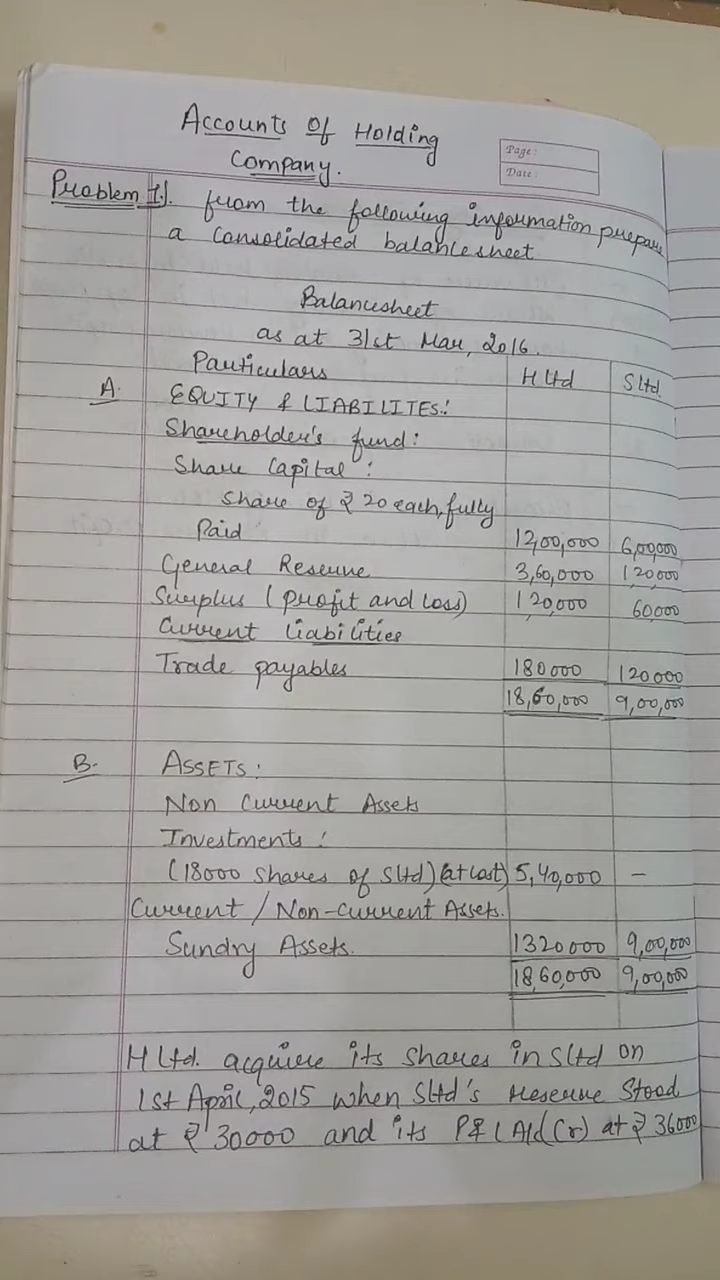 Accounts of Holding
Company.
Page :
Date :
Problem 1). from the following information prepare
a consolidated balancesheet
Balancesheet
as at 31st Mar, 2016.
Particulars H Ltd S Ltd.
A. EQUITY & LIABILITES:
Shareholder's fund:
Share Capital:
Share of ₹20 each, fully
Paid 12,00,000 6,00,000
General Reserve 3,60,000 120000
Surplus (profit and loss) 120,000 60000
Current liabilities
Trade payables 180000 120000
18,60,000 9,00,000
B. ASSETS:
Non Current Assets
Investments:
(18000 shares of Sltd) (at cost) 5,40,000 -
Current / Non-current Assets.
Sundry Assets. 1320000 9,00,000
18,60,000 9,00,000
H Ltd. acquire its shares in Sltd on
1st April, 2015 when SLtd's Reserve Stood
at ₹30000 and its P&L A/c (Cr) at ₹36000